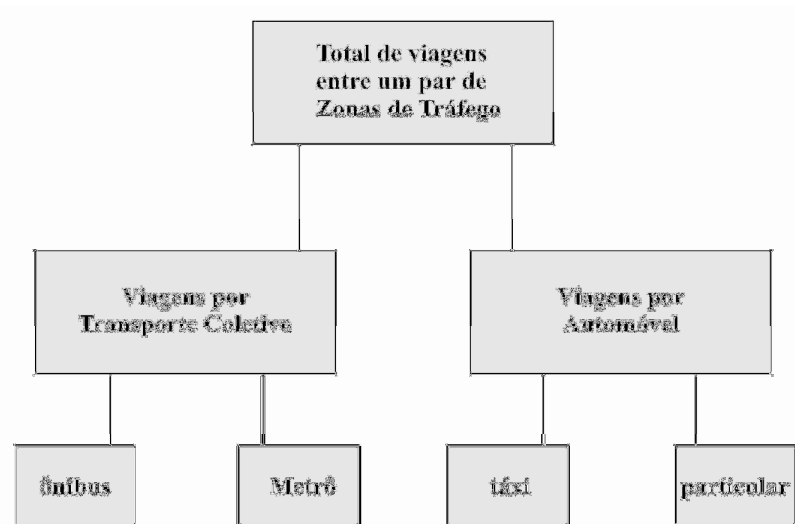 Total de viagens
entre um par de
Zonas de Tráfego
Viagens por
Transporte Coletivo
Viagens por
Automóvel
ônibus
Metrô
táxi
particular